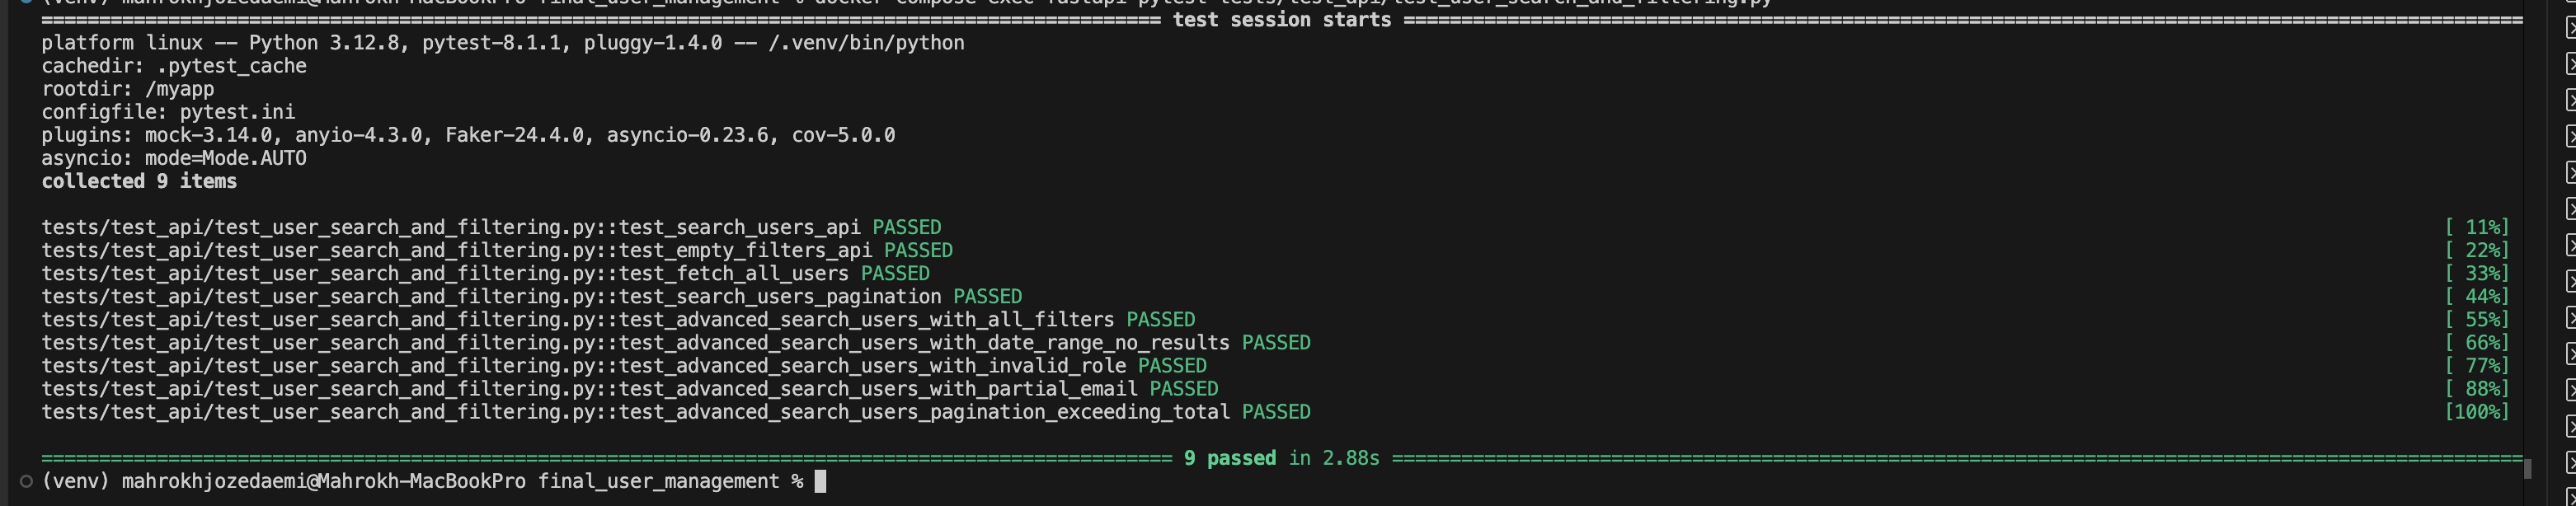 (venv) mahrokhjozedaemi@Mahrokh-MacBookPro final_user_management % docker compose exec fastapi pytest tests/test_api/test_user_search_and_filtering.py
test session starts
platform linux -- Python 3.12.8, pytest-8.1.1, pluggy-1.4.0 -- /.venv/bin/python
cachedir: .pytest_cache
rootdir: /myapp
configfile: pytest.ini
plugins: mock-3.14.0, anyio-4.3.0, Faker-24.4.0, asyncio-0.23.6, cov-5.0.0
asyncio: mode=Mode.AUTO
collected 9 items
tests/test_api/test_user_search_and_filtering.py::test_search_users_api PASSED [ 11%]
tests/test_api/test_user_search_and_filtering.py::test_empty_filters_api PASSED [ 22%]
tests/test_api/test_user_search_and_filtering.py::test_fetch_all_users PASSED [ 33%]
tests/test_api/test_user_search_and_filtering.py::test_search_users_pagination PASSED [ 44%]
tests/test_api/test_user_search_and_filtering.py::test_advanced_search_users_with_all_filters PASSED [ 55%]
tests/test_api/test_user_search_and_filtering.py::test_advanced_search_users_with_date_range_no_results PASSED [ 66%]
tests/test_api/test_user_search_and_filtering.py::test_advanced_search_users_with_invalid_role PASSED [ 77%]
tests/test_api/test_user_search_and_filtering.py::test_advanced_search_users_with_partial_email PASSED [ 88%]
tests/test_api/test_user_search_and_filtering.py::test_advanced_search_users_pagination_exceeding_total PASSED [100%]
9 passed in 2.88s
(venv) mahrokhjozedaemi@Mahrokh-MacBookPro final_user_management %